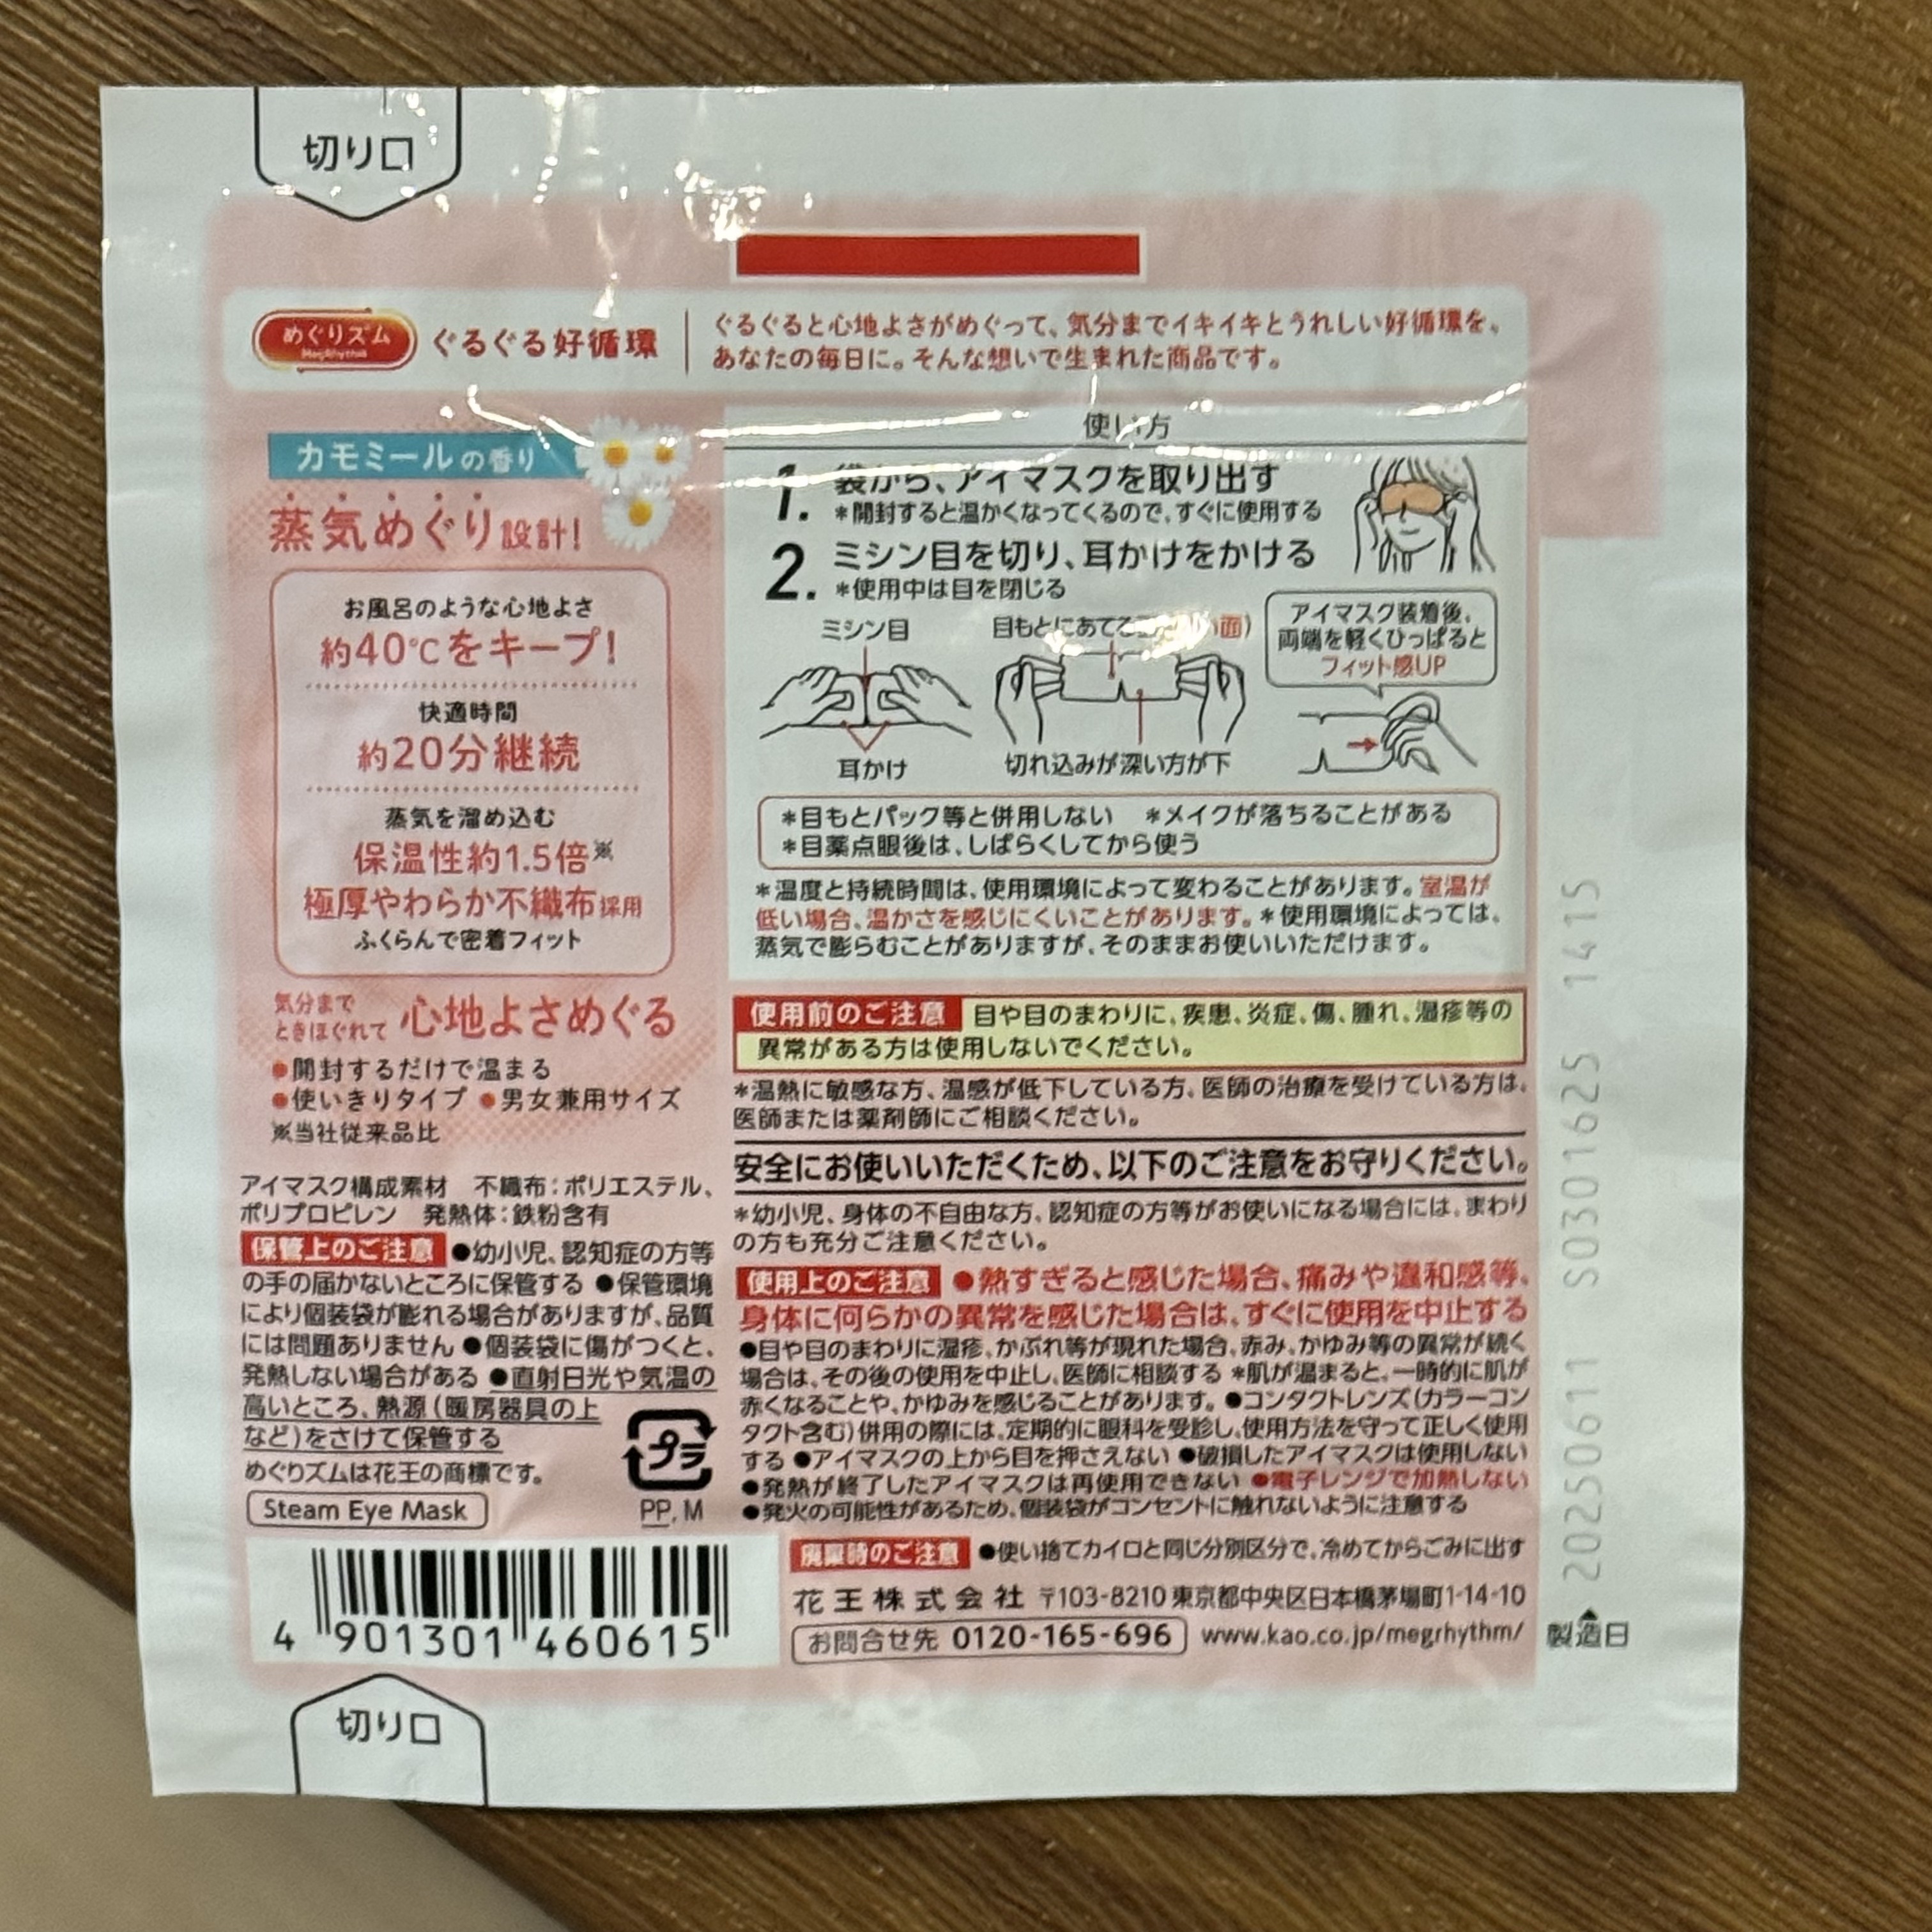 切り口
めぐりズム
MegRhythm
ぐるぐる好循環
ぐるぐると心地よさがめぐって、気分までイキイキとうれしい好循環を、
あなたの毎日に。そんな想いで生まれた商品です。
カモミールの香り
蒸気めぐり設計!
お風呂のような心地よさ
約40℃をキープ!
快適時間
約20分継続
蒸気を溜め込む
保温性約1.5倍※
極厚やわらか不織布採用
ふくらんで密着フィット
気分まで
ときほぐれて
心地よさめぐる
●開封するだけで温まる
●使いきりタイプ ●男女兼用サイズ
※当社従来品比
アイマスク構成素材 不織布:ポリエステル、
ポリプロピレン 発熱体:鉄粉含有
保管上のご注意 ●幼小児、認知症の方等
の手の届かないところに保管する ●保管環境
により個装袋が膨れる場合がありますが、品質
には問題ありません ●個装袋に傷がつくと、
発熱しない場合がある ●直射日光や気温の
高いところ、熱源(暖房器具の上
など)をさけて保管する
めぐりズムは花王の商標です。
Steam Eye Mask
プラ
PP, M
4 901301 460615
切り口
使い方
1. 袋から、アイマスクを取り出す
*開封すると温かくなってくるので、すぐに使用する
2. ミシン目を切り、耳かけをかける
*使用中は目を閉じる
ミシン目
耳かけ
目もとにあてる い面)
切れ込みが深い方が下
アイマスク装着後、
両端を軽くひっぱると
フィット感UP
*目もとパック等と併用しない *メイクが落ちることがある
*目薬点眼後は、しばらくしてから使う
*温度と持続時間は、使用環境によって変わることがあります。室温が
低い場合、温かさを感じにくいことがあります。*使用環境によっては、
蒸気で膨らむことがありますが、そのままお使いいただけます。
使用前のご注意 目や目のまわりに、疾患、炎症、傷、腫れ、湿疹等の
異常がある方は使用しないでください。
*温熱に敏感な方、温感が低下している方、医師の治療を受けている方は、
医師または薬剤師にご相談ください。
安全にお使いいただくため、以下のご注意をお守りください。
*幼小児、身体の不自由な方、認知症の方等がお使いになる場合には、まわり
の方も充分ご注意ください。
使用上のご注意 ●熱すぎると感じた場合、痛みや違和感等、
身体に何らかの異常を感じた場合は、すぐに使用を中止する
●目や目のまわりに湿疹、かぶれ等が現れた場合、赤み、かゆみ等の異常が続く
場合は、その後の使用を中止し、医師に相談する *肌が温まると、一時的に肌が
赤くなることや、かゆみを感じることがあります。●コンタクトレンズ(カラーコン
タクト含む)併用の際には、定期的に眼科を受診し、使用方法を守って正しく使用
する ●アイマスクの上から目を押さえない ●破損したアイマスクは使用しない
●発熱が終了したアイマスクは再使用できない ●電子レンジで加熱しない
●発火の可能性があるため、個装袋がコンセントに触れないように注意する
廃棄時のご注意 ●使い捨てカイロと同じ分別区分で、冷めてからごみに出す
花王株式会社 〒103-8210 東京都中央区日本橋茅場町1-14-10
お問合せ先 0120-165-696 www.kao.co.jp/megrhythm/
製造日
20250611 S0301625 1415